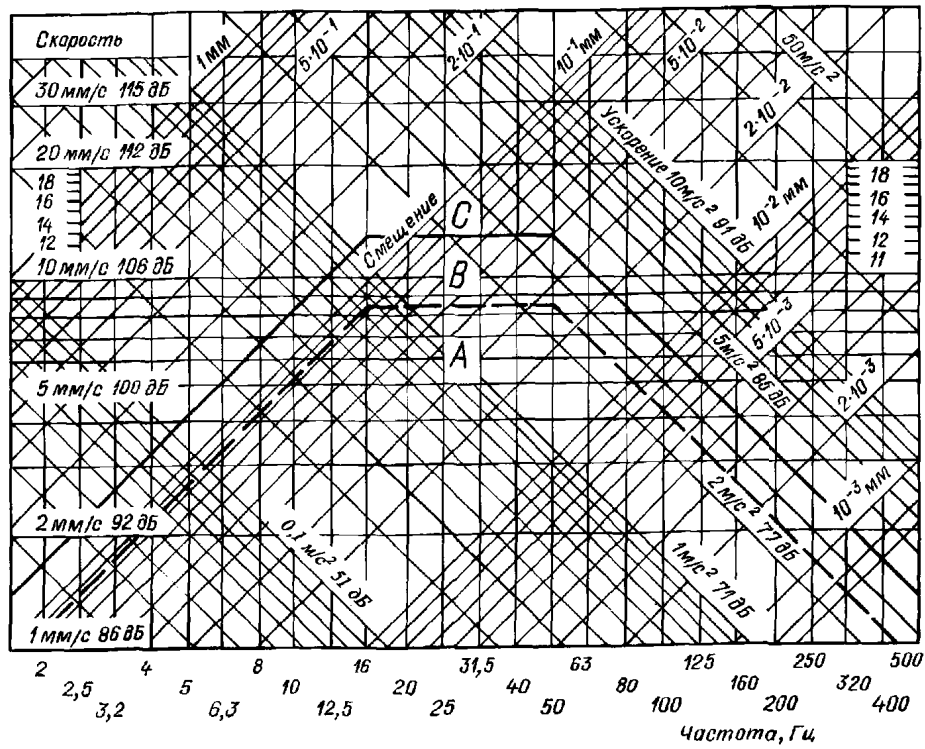 Скорость
30 мм/с 115 дБ
20 мм/с 112 дБ
18
16
14
12
10 мм/с 106 дБ
5 мм/с 100 дБ
2 мм/с 92 дБ
1 мм/с 86 дБ
1 мм
5·10⁻¹
2·10⁻¹
10⁻¹ мм
5·10⁻²
50 м/с²
2·10⁻²
Ускорение 10 м/с² 91 дБ
10⁻² мм
18
16
14
12
11
Смещение
C
B
A
5·10⁻³
5 м/с² 85 дБ
2·10⁻³
10⁻³ мм
2 м/с² 77 дБ
1 м/с² 71 дБ
0,1 м/с² 51 дБ
2 4 8 16 31,5 63 125 250 500
5 10 20 40 80 160 320
2,5 25 50 100 200 400
3,2 6,3 12,5
Частота, Гц